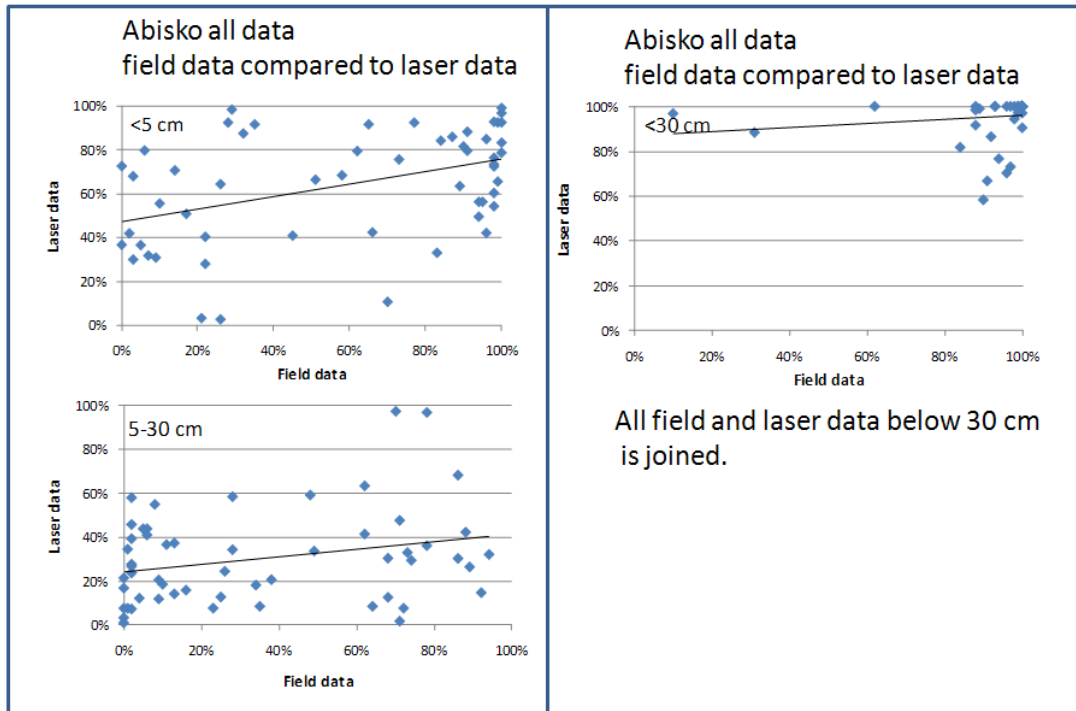 Abisko all data
field data compared to laser data
100%
80%
60%
40%
20%
0%
<5 cm
Laser data
0% 20% 40% 60% 80% 100%
Field data
100%
80%
60%
40%
20%
0%
5-30 cm
Laser data
0% 20% 40% 60% 80% 100%
Field data
Abisko all data
field data compared to laser data
100%
80%
60%
40%
20%
0%
<30 cm
Laser data
0% 20% 40% 60% 80% 100%
Field data
All field and laser data below 30 cm
is joined.